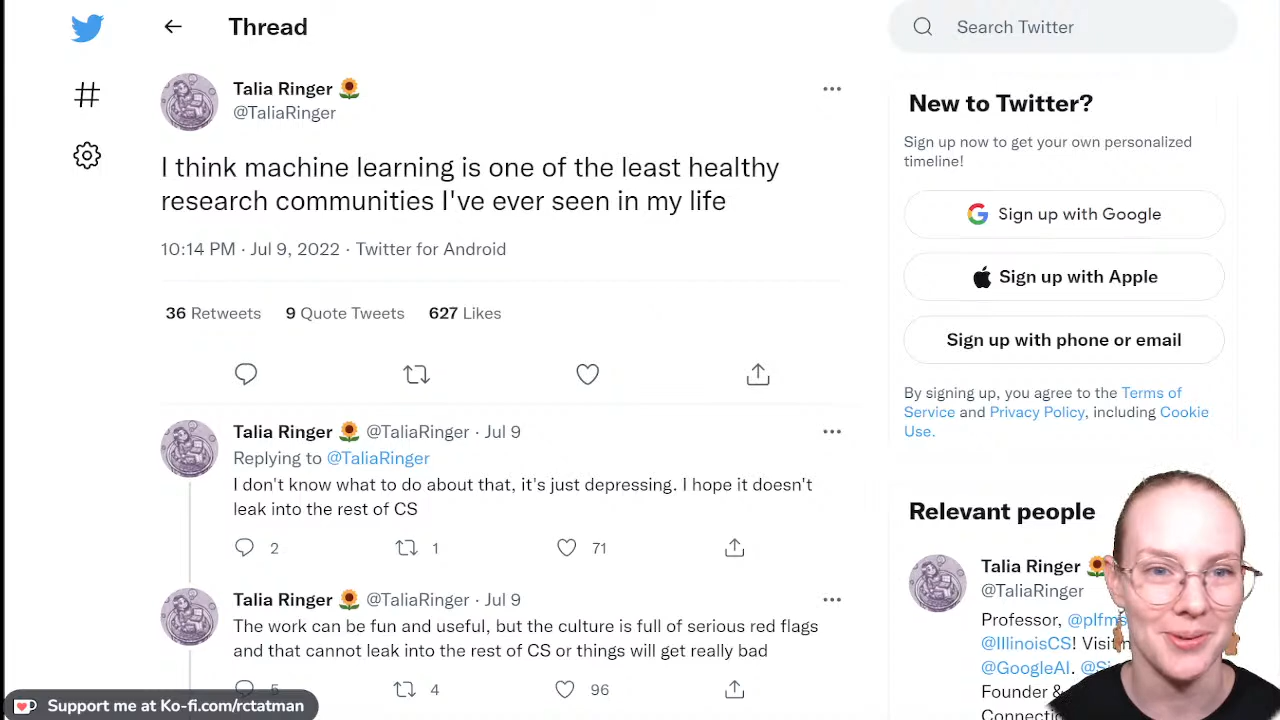 Thread
Search Twitter
Talia Ringer 🌻
@TaliaRinger
I think machine learning is one of the least healthy
research communities I've ever seen in my life
10:14 PM · Jul 9, 2022 · Twitter for Android
36 Retweets 9 Quote Tweets 627 Likes
Talia Ringer 🌻 @TaliaRinger · Jul 9
Replying to @TaliaRinger
I don't know what to do about that, it's just depressing. I hope it doesn't
leak into the rest of CS
2 1 71
Talia Ringer 🌻 @TaliaRinger · Jul 9
The work can be fun and useful, but the culture is full of serious red flags
and that cannot leak into the rest of CS or things will get really bad
5 4 96
New to Twitter?
Sign up now to get your own personalized
timeline!
Sign up with Google
Sign up with Apple
Sign up with phone or email
By signing up, you agree to the Terms of
Service and Privacy Policy, including Cookie
Use.
Relevant people
Talia Ringer 🌻
@TaliaRinger
Professor, @plfms
@IllinoisCS!
@GoogleAI.
Founder &
Support me at Ko-fi.com/rctatman